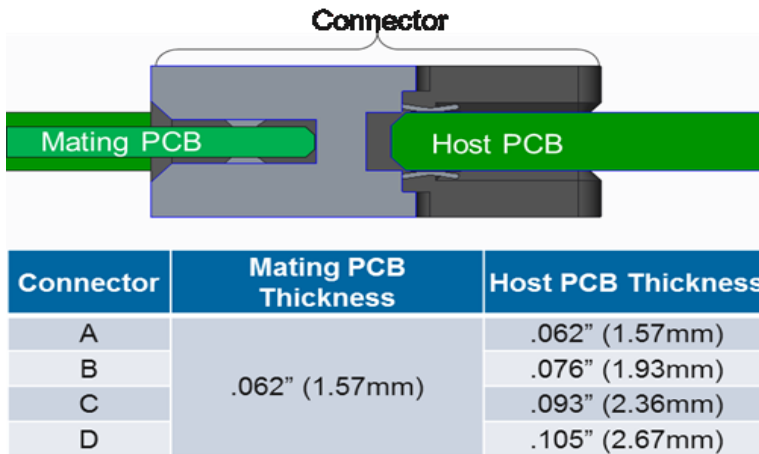 Connector
Mating PCB
Host PCB
Connector
Mating PCB
Thickness
Host PCB Thickness
A
.062” (1.57mm)
B
.076” (1.93mm)
.062” (1.57mm)
C
.093” (2.36mm)
D
.105” (2.67mm)